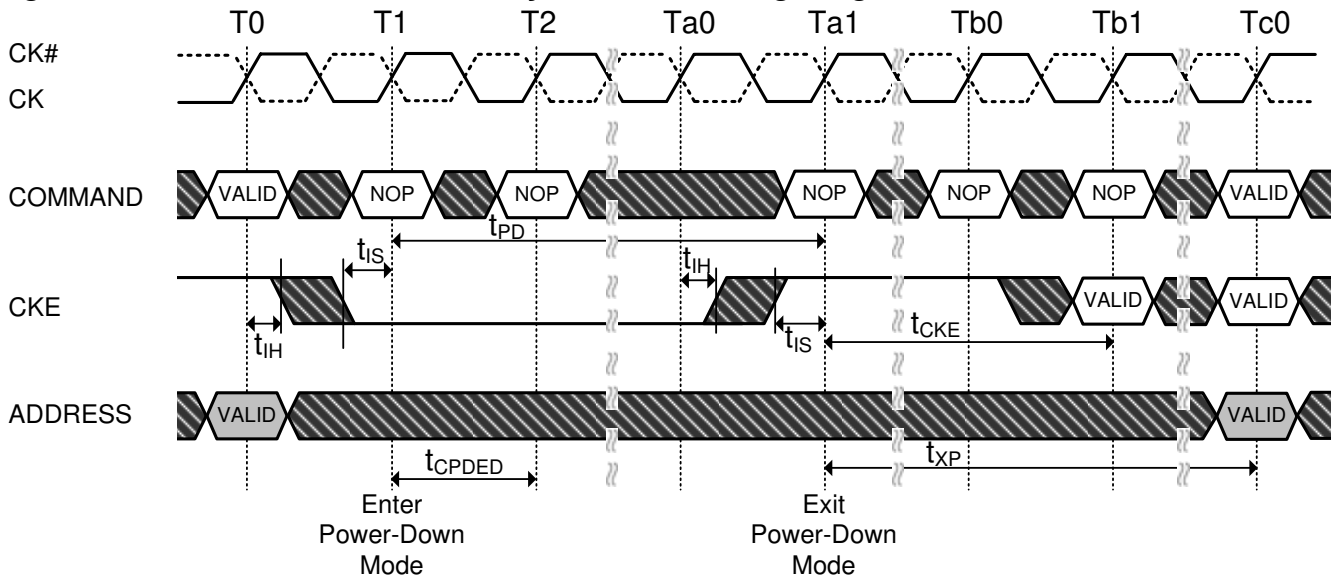 T0 T1 T2 Ta0 Ta1 Tb0 Tb1 Tc0
CK#
CK
COMMAND VALID NOP NOP NOP NOP NOP VALID
tPD
tIS tIH
CKE VALID VALID
tIH tIS tCKE
ADDRESS VALID VALID
tCPDED tXP
Enter Power-Down Mode
Exit Power-Down Mode